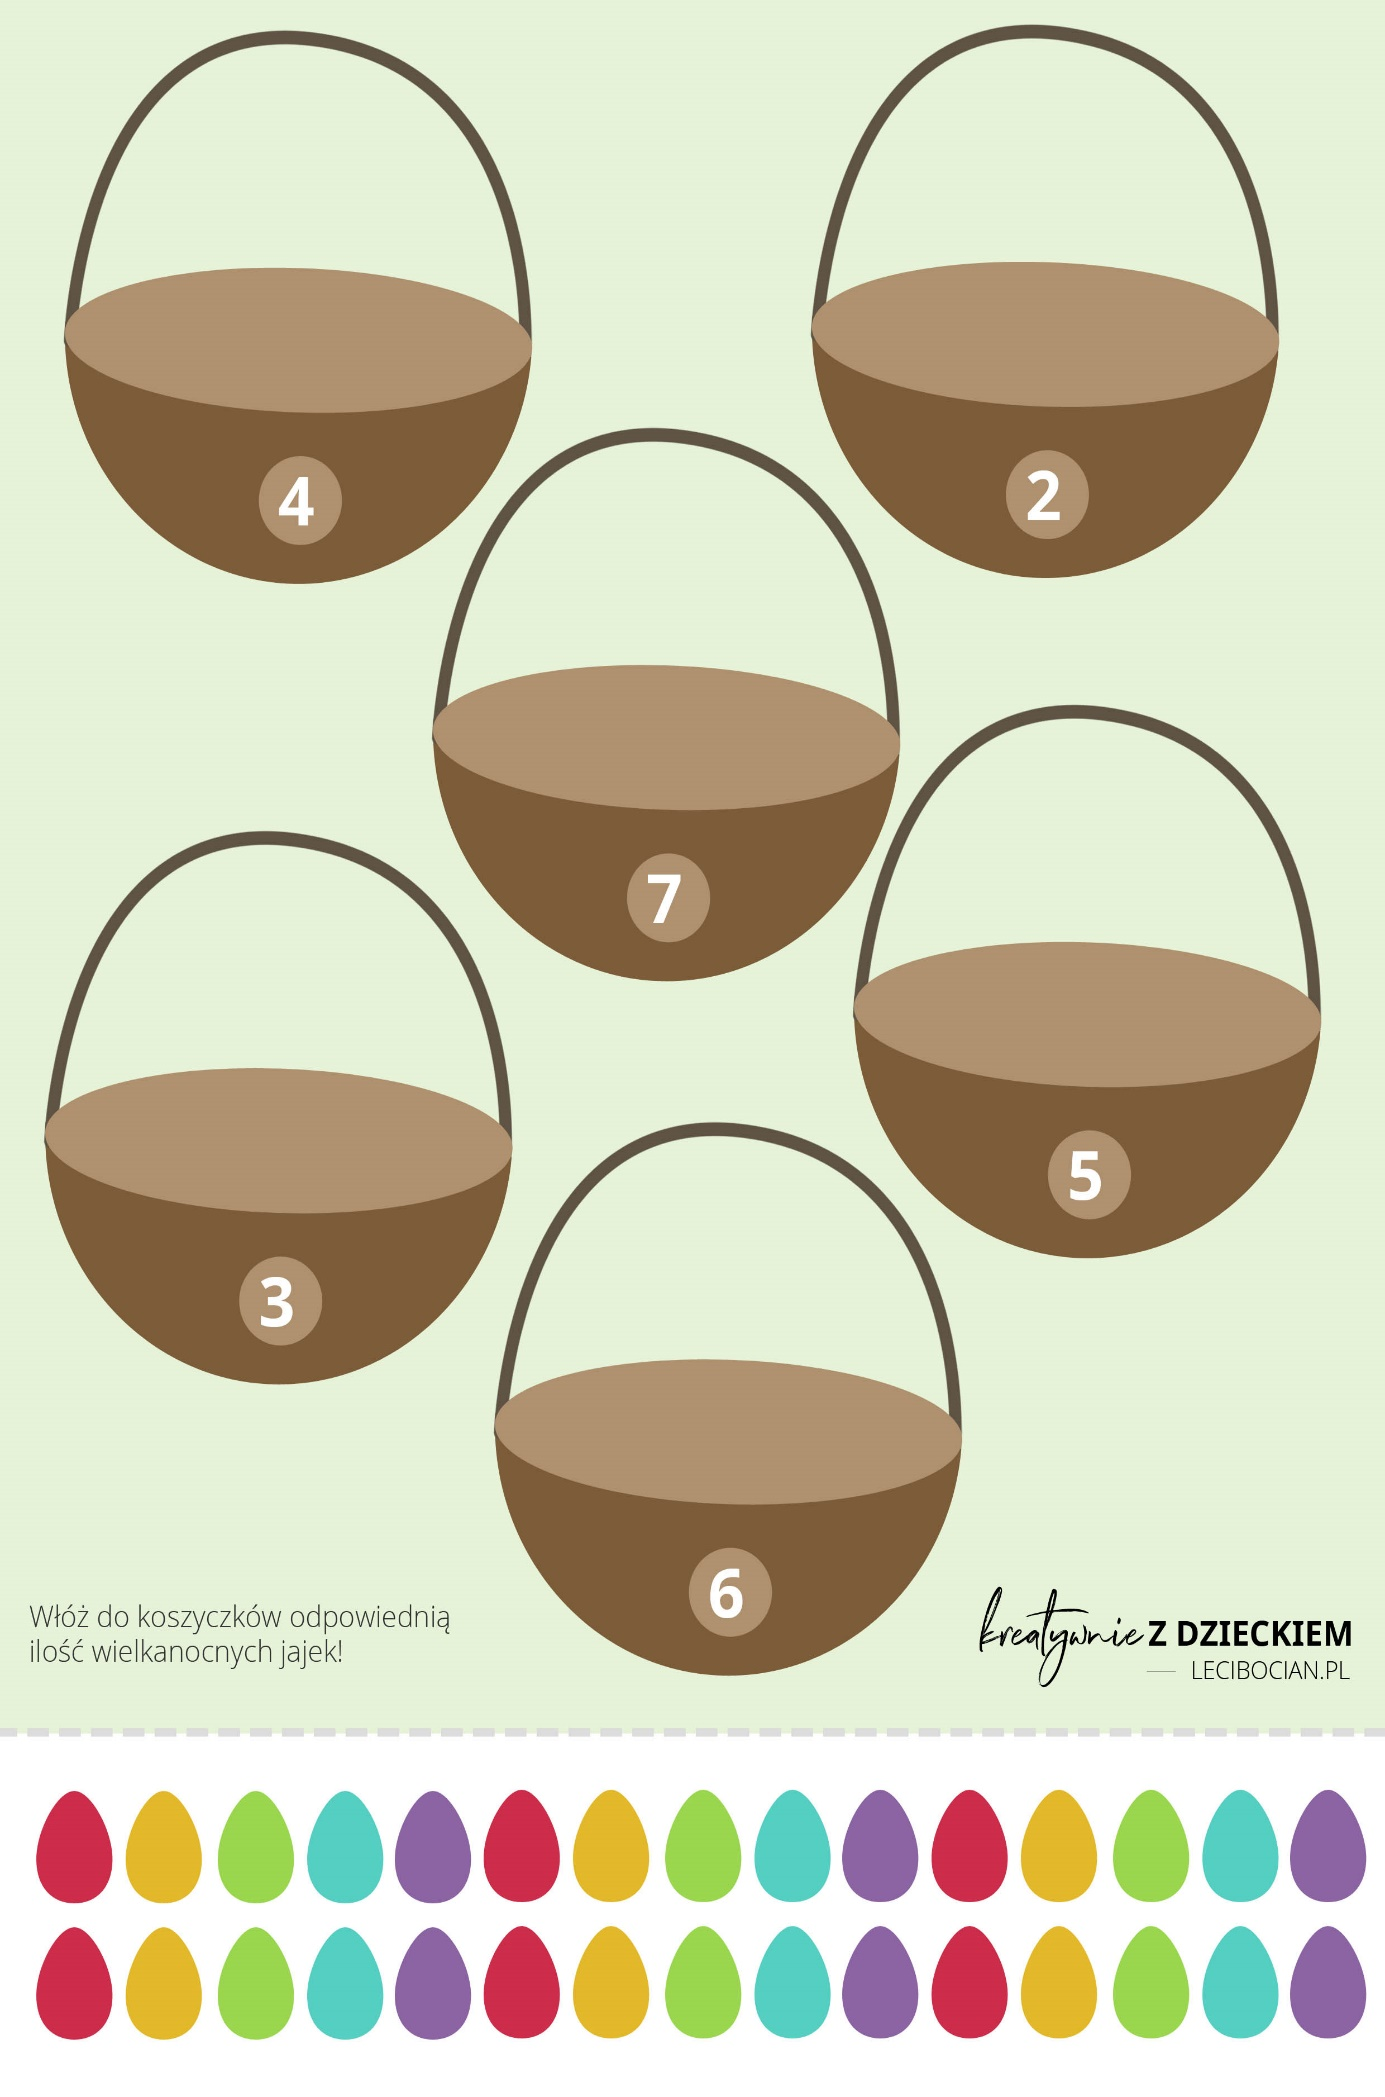 4
2
7
5
3
6
Włóż do koszyczków odpowiednią
ilość wielkanocnych jajek!
kreatywnie Z DZIECKIEM
LECIBOCIAN.PL